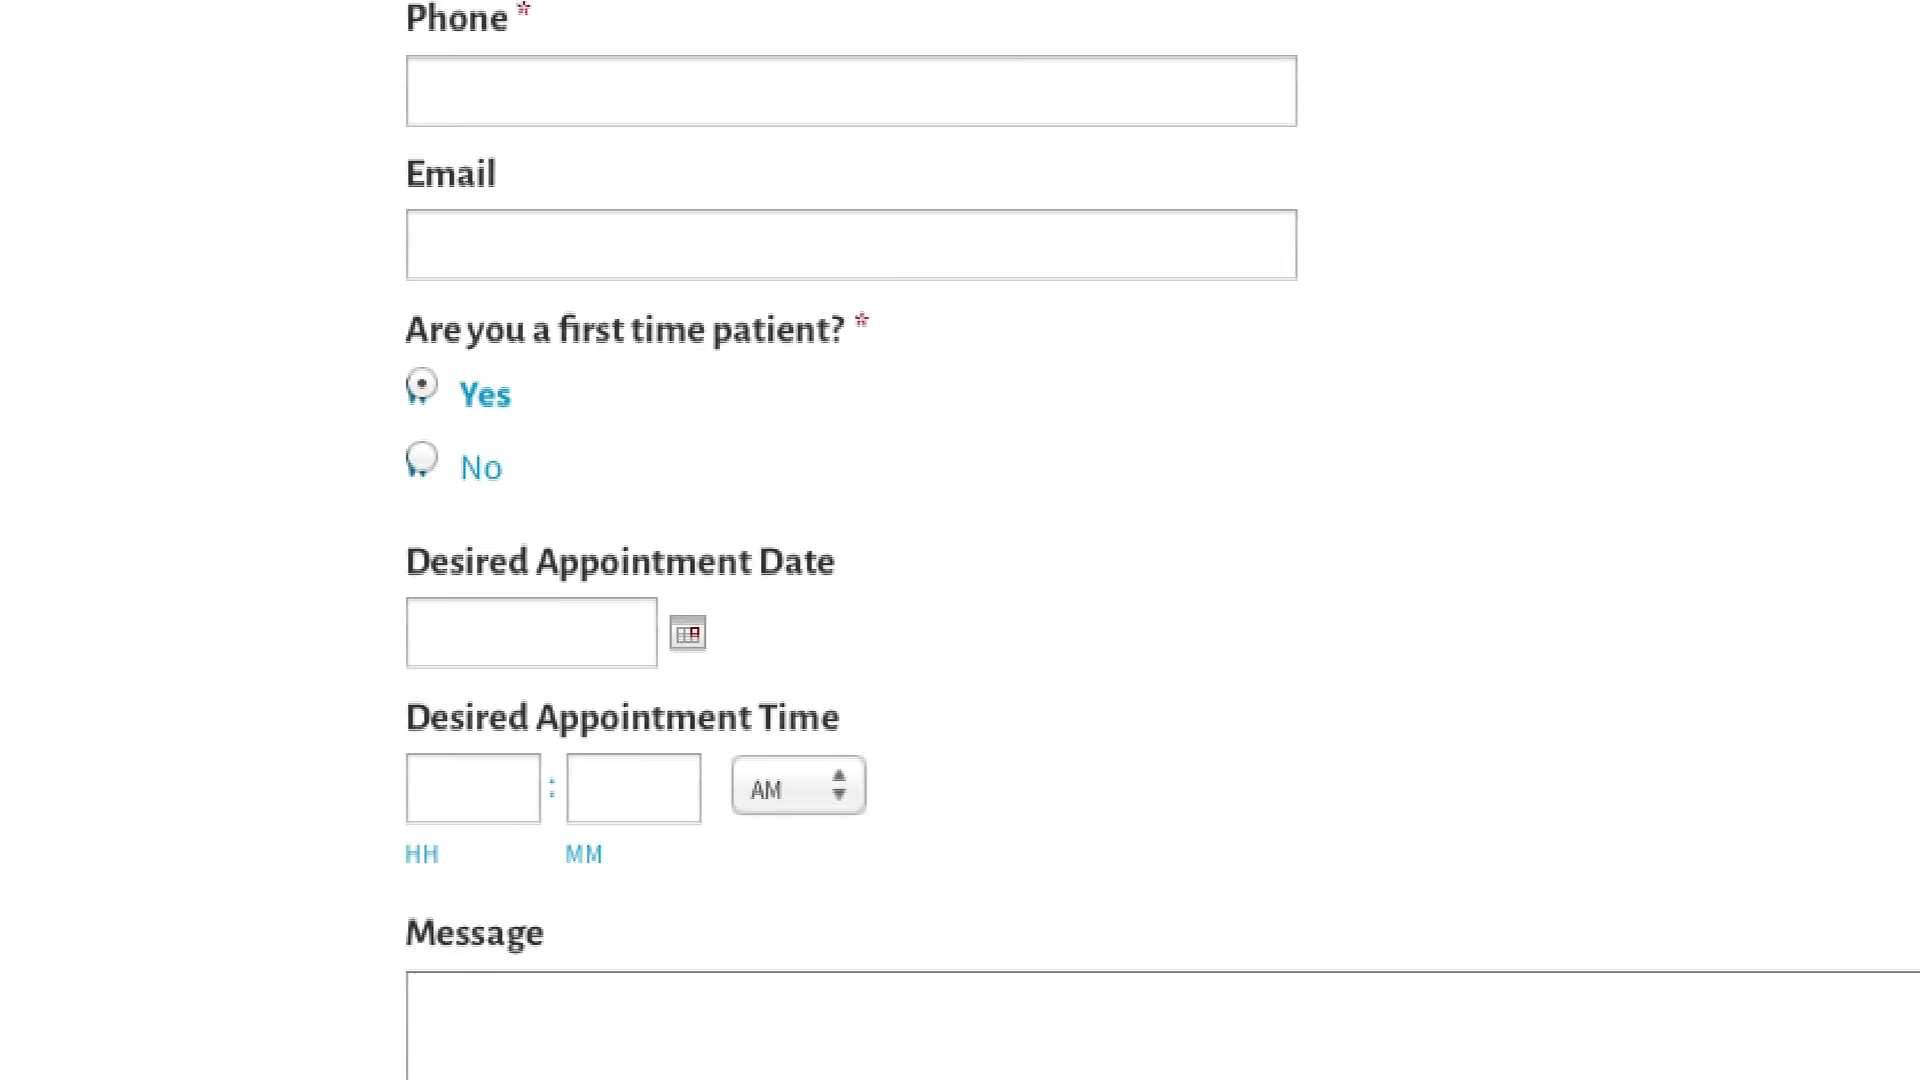 Phone *
Email
Are you a first time patient? *
Yes
No
Desired Appointment Date
Desired Appointment Time
: AM
HH MM
Message